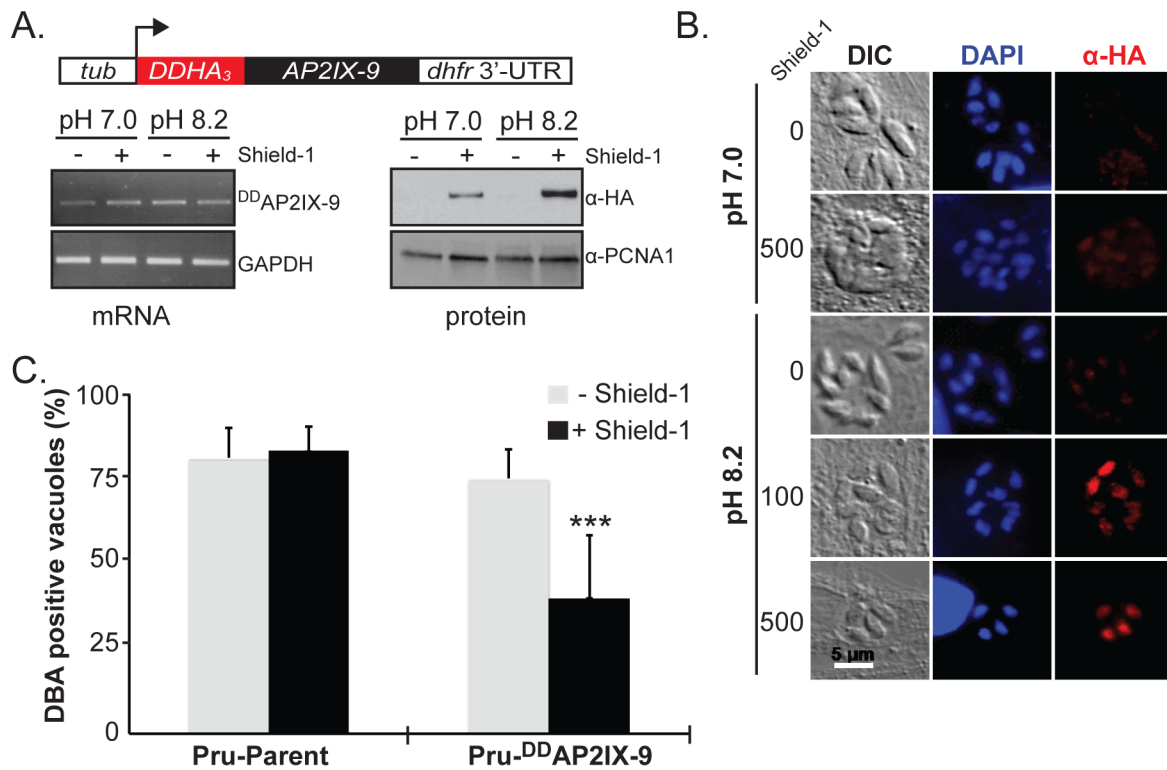 A.
tub DDHA₃ AP2IX-9 dhfr 3'-UTR
pH 7.0 pH 8.2
- + - + Shield-1
ᴰᴰAP2IX-9
GAPDH
mRNA
pH 7.0 pH 8.2
- + - + Shield-1
α-HA
α-PCNA1
protein
B.
Shield-1 DIC DAPI α-HA
pH 7.0
0
500
pH 8.2
0
100
500
5 µm
C.
DBA positive vacuoles (%)
100
75
50
25
0
- Shield-1
+ Shield-1
***
Pru-Parent Pru-ᴰᴰAP2IX-9